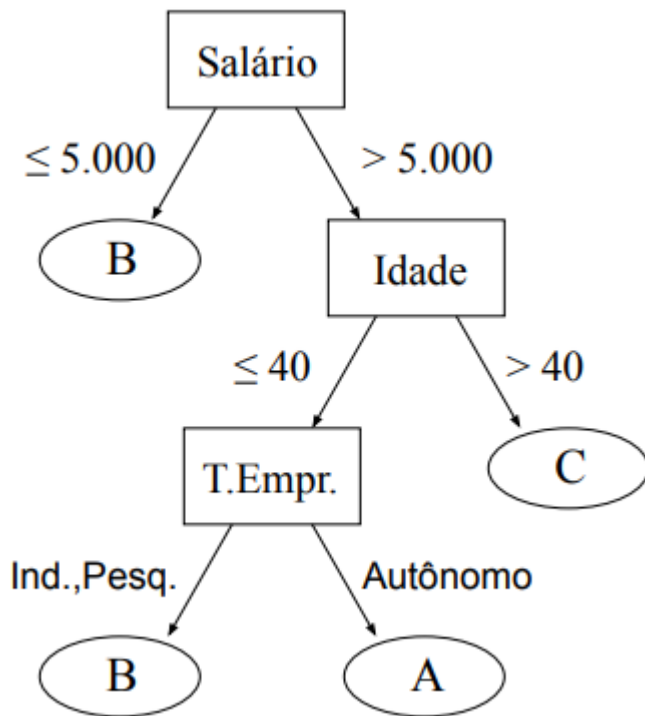 Salário
≤ 5.000
> 5.000
B
Idade
≤ 40
> 40
T.Empr.
C
Ind.,Pesq.
Autônomo
B
A